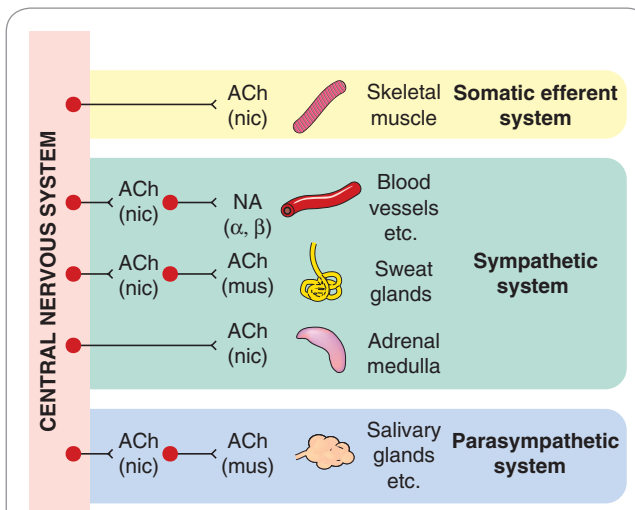 CENTRAL NERVOUS SYSTEM
ACh
(nic)
Skeletal
muscle
Somatic efferent
system
ACh
(nic)
NA
(α, β)
Blood
vessels
etc.
ACh
(nic)
ACh
(mus)
Sweat
glands
Sympathetic
system
ACh
(nic)
Adrenal
medulla
ACh
(nic)
ACh
(mus)
Salivary
glands
etc.
Parasympathetic
system